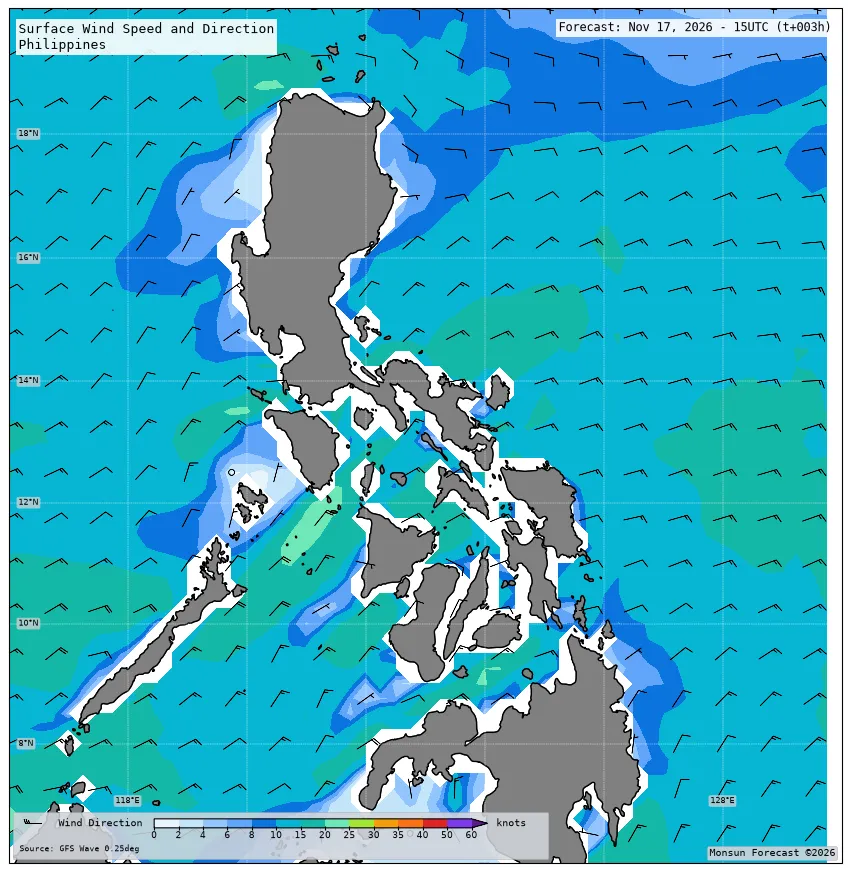 Surface Wind Speed and Direction
Philippines
Forecast: Nov 17, 2026 - 15UTC (t+003h)
18°N
16°N
14°N
12°N
10°N
8°N
118°E
128°E
Wind Direction
0 2 4 6 8 10 15 20 25 30 35 40 50 60
knots
Source: GFS Wave 0.25deg
Monsun Forecast ©2026